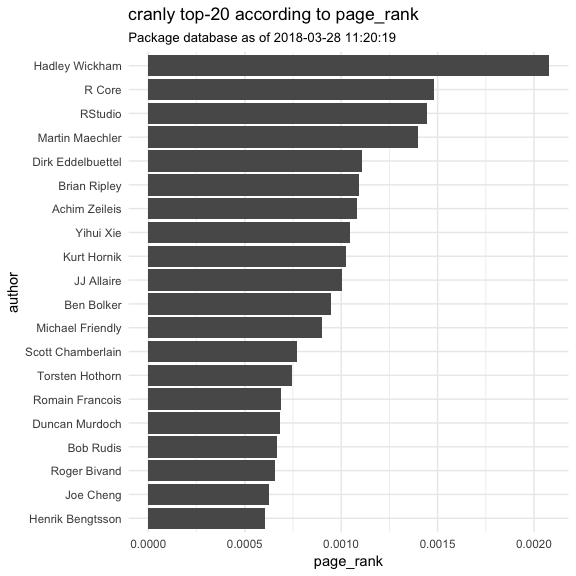 cranly top-20 according to page_rank
Package database as of 2018-03-28 11:20:19
author
Hadley Wickham
R Core
RStudio
Martin Maechler
Dirk Eddelbuettel
Brian Ripley
Achim Zeileis
Yihui Xie
Kurt Hornik
JJ Allaire
Ben Bolker
Michael Friendly
Scott Chamberlain
Torsten Hothorn
Romain Francois
Duncan Murdoch
Bob Rudis
Roger Bivand
Joe Cheng
Henrik Bengtsson
0.0000 0.0005 0.0010 0.0015 0.0020
page_rank